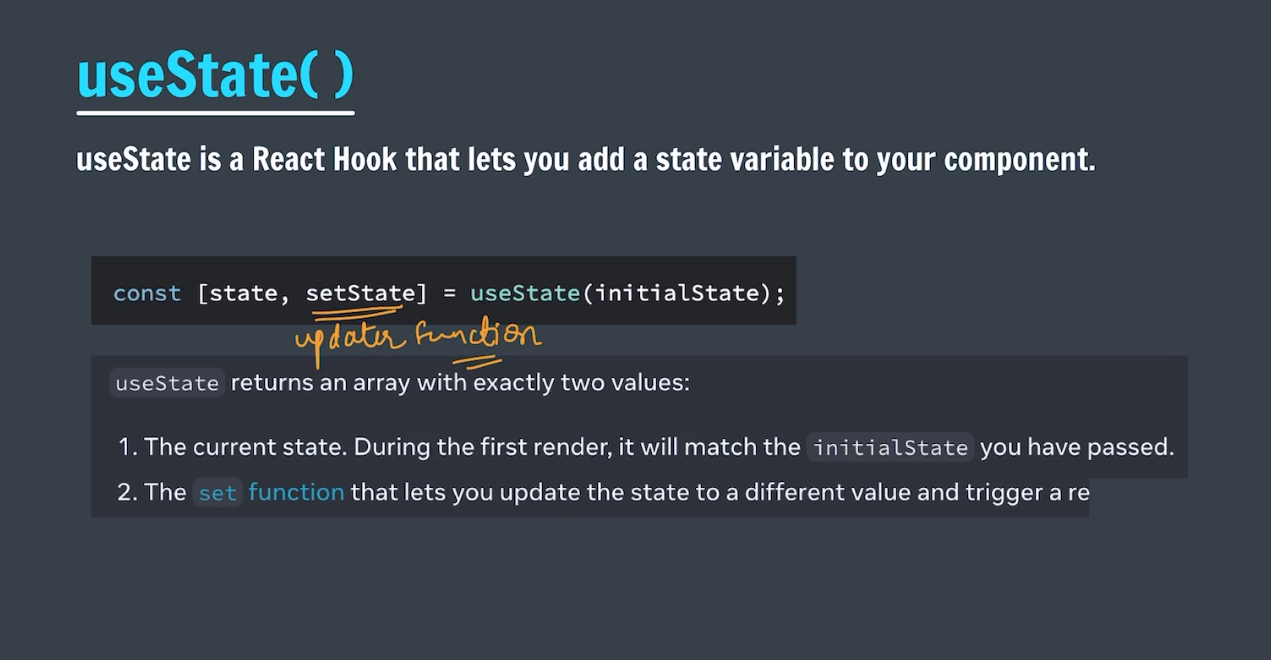 useState( )
useState is a React Hook that lets you add a state variable to your component.
const [state, setState] = useState(initialState);
updater function
useState returns an array with exactly two values:
1. The current state. During the first render, it will match the initialState you have passed.
2. The set function that lets you update the state to a different value and trigger a re